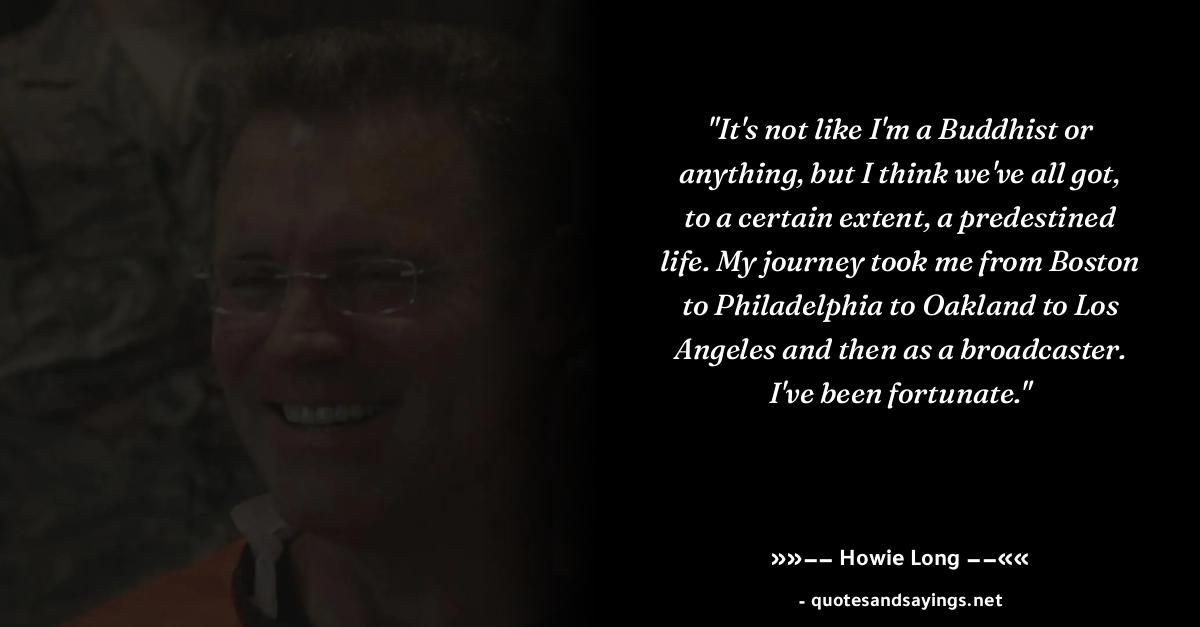 "It's not like I'm a Buddhist or
anything, but I think we've all got,
to a certain extent, a predestined
life. My journey took me from Boston
to Philadelphia to Oakland to Los
Angeles and then as a broadcaster.
I've been fortunate."
»»−− Howie Long −−««
- quotesandsayings.net